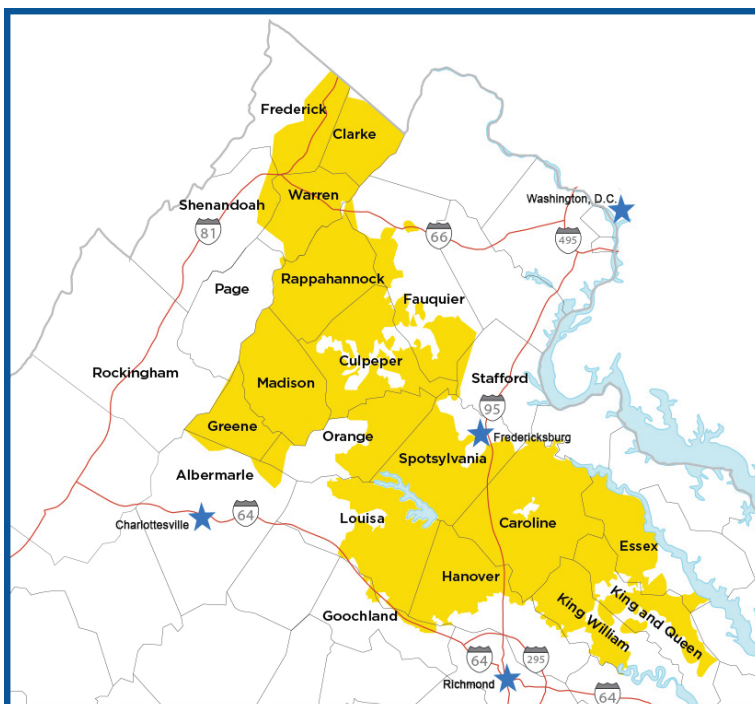 Frederick
Clarke
Washington, D.C.
Warren
Shenandoah
81
66
495
Rappahannock
Page
Fauquier
Culpeper
Rockingham
Madison
Stafford
95
Greene
Orange
Fredericksburg
Spotsylvania
Albermarle
64
Louisa
Charlottesville
Caroline
Essex
Hanover
King and Queen
King William
Goochland
64
295
Richmond
64